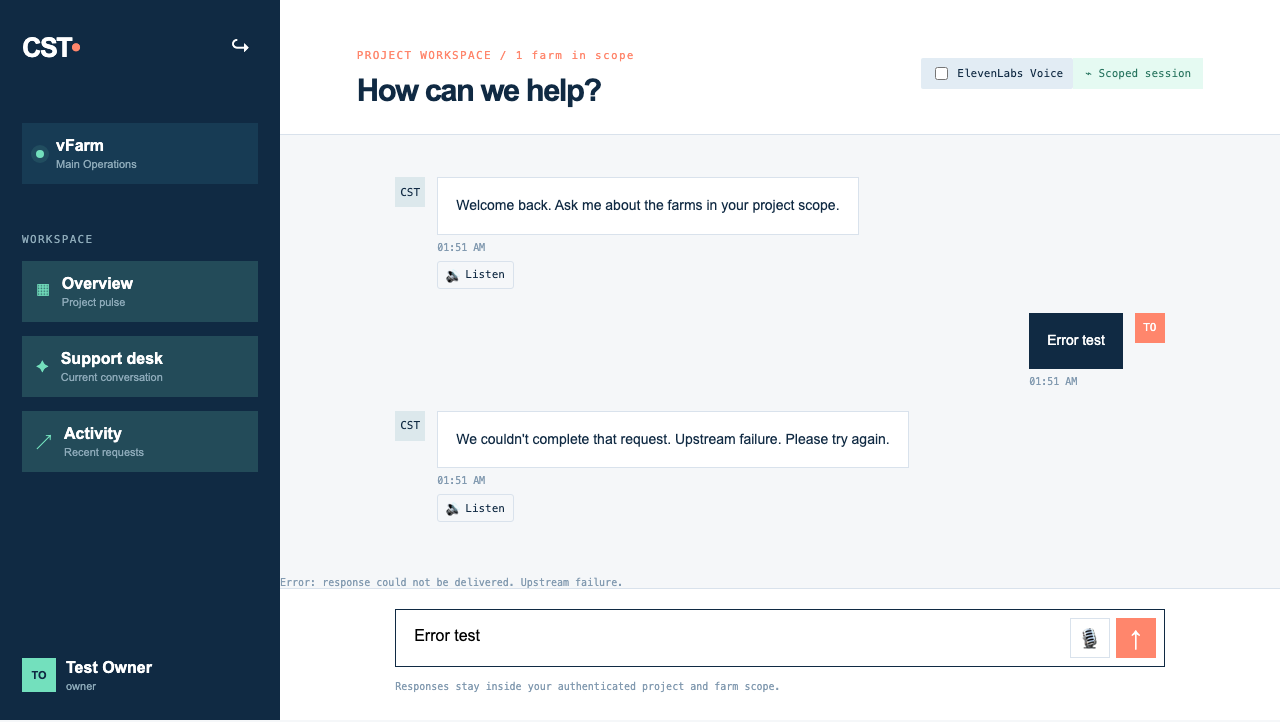 CST
PROJECT WORKSPACE / 1 farm in scope
How can we help?
ElevenLabs Voice
Scoped session
vFarm
Main Operations
WORKSPACE
Overview
Project pulse
Support desk
Current conversation
Activity
Recent requests
TO
Test Owner
owner
CST
Welcome back. Ask me about the farms in your project scope.
01:51 AM
Listen
Error test
TO
01:51 AM
CST
We couldn't complete that request. Upstream failure. Please try again.
01:51 AM
Listen
Error: response could not be delivered. Upstream failure.
Error test
Responses stay inside your authenticated project and farm scope.